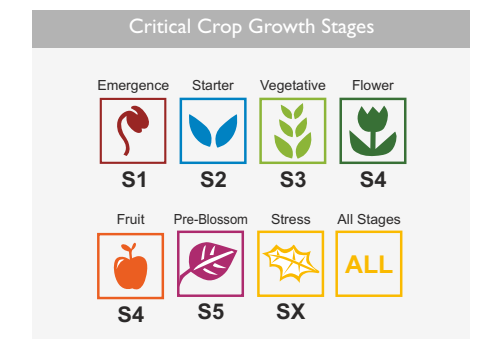 Critical Crop Growth Stages
Emergence Starter Vegetative Flower
S1 S2 S3 S4
Fruit Pre-Blossom Stress All Stages
ALL
S4 S5 SX